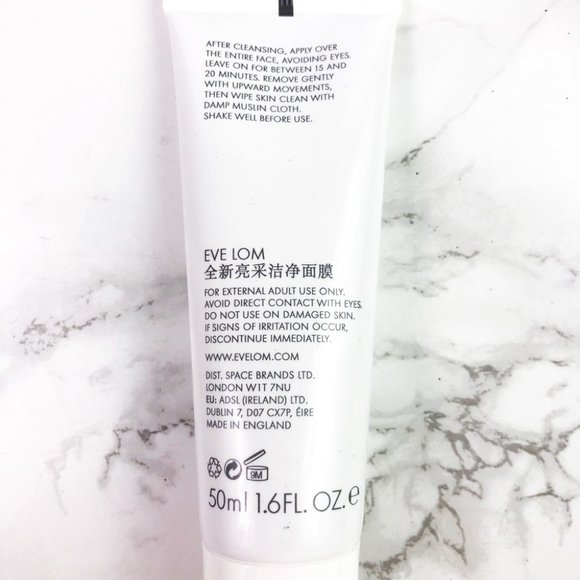 AFTER CLEANSING, APPLY OVER
THE ENTIRE FACE, AVOIDING EYES.
LEAVE ON FOR BETWEEN 15 AND
20 MINUTES. REMOVE GENTLY
WITH UPWARD MOVEMENTS,
THEN WIPE SKIN CLEAN WITH
DAMP MUSLIN CLOTH.
SHAKE WELL BEFORE USE.
EVE LOM
全新亮采洁净面膜
FOR EXTERNAL ADULT USE ONLY.
AVOID DIRECT CONTACT WITH EYES.
DO NOT USE ON DAMAGED SKIN.
IF SIGNS OF IRRITATION OCCUR,
DISCONTINUE IMMEDIATELY.
WWW.EVELOM.COM
DIST. SPACE BRANDS LTD.
LONDON W1T 7NU
EU: ADSL (IRELAND) LTD.
DUBLIN 7, D07 CX7P, ÉIRE
MADE IN ENGLAND
9M
50ml 1.6FL. OZ. ℮